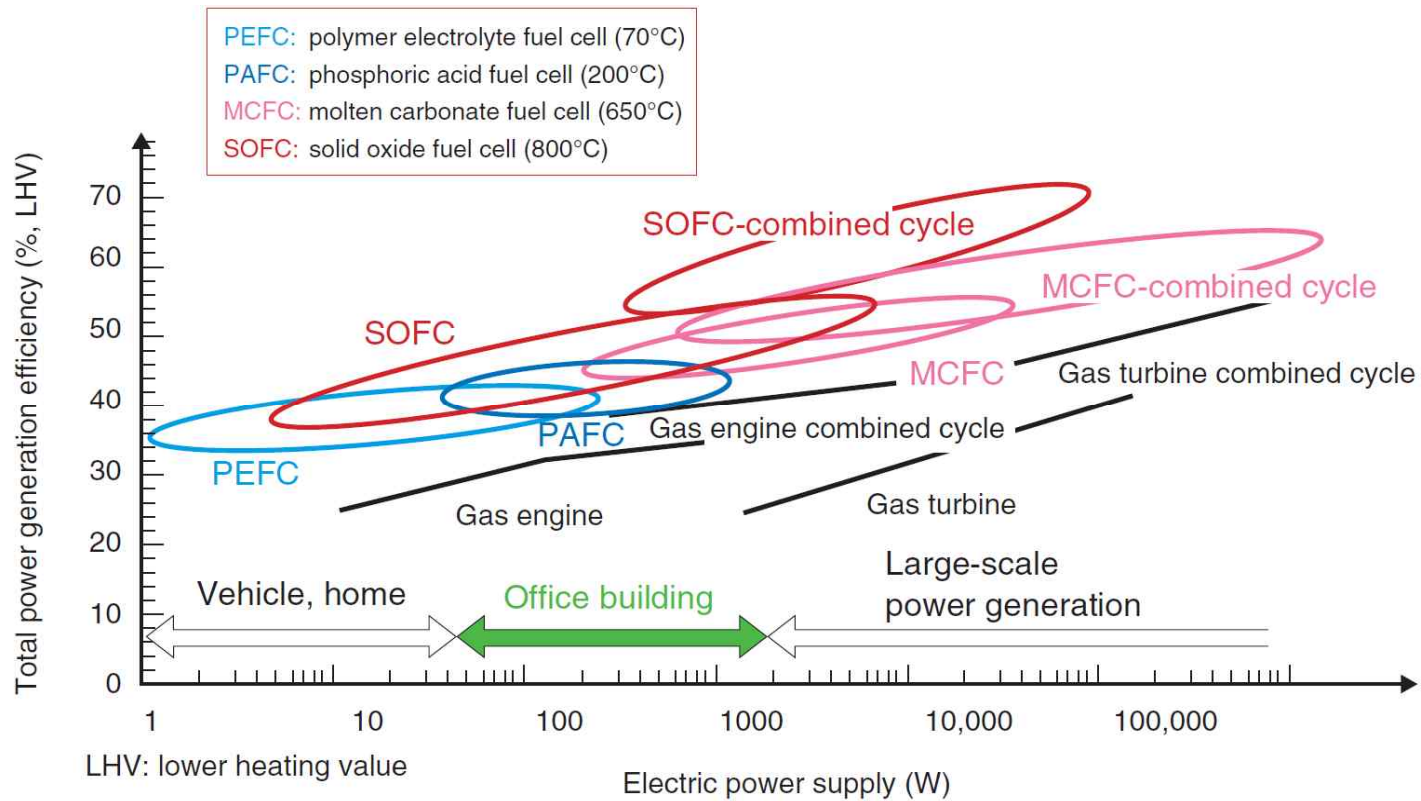 PEFC: polymer electrolyte fuel cell (70°C)
PAFC: phosphoric acid fuel cell (200°C)
MCFC: molten carbonate fuel cell (650°C)
SOFC: solid oxide fuel cell (800°C)
Total power generation efficiency (%, LHV)
70
60
50
40
30
20
10
0
SOFC-combined cycle
MCFC-combined cycle
SOFC
MCFC
Gas turbine combined cycle
PAFC
Gas engine combined cycle
PEFC
Gas engine
Gas turbine
Vehicle, home
Office building
Large-scale
power generation
1
10
100
1000
10,000
100,000
LHV: lower heating value
Electric power supply (W)